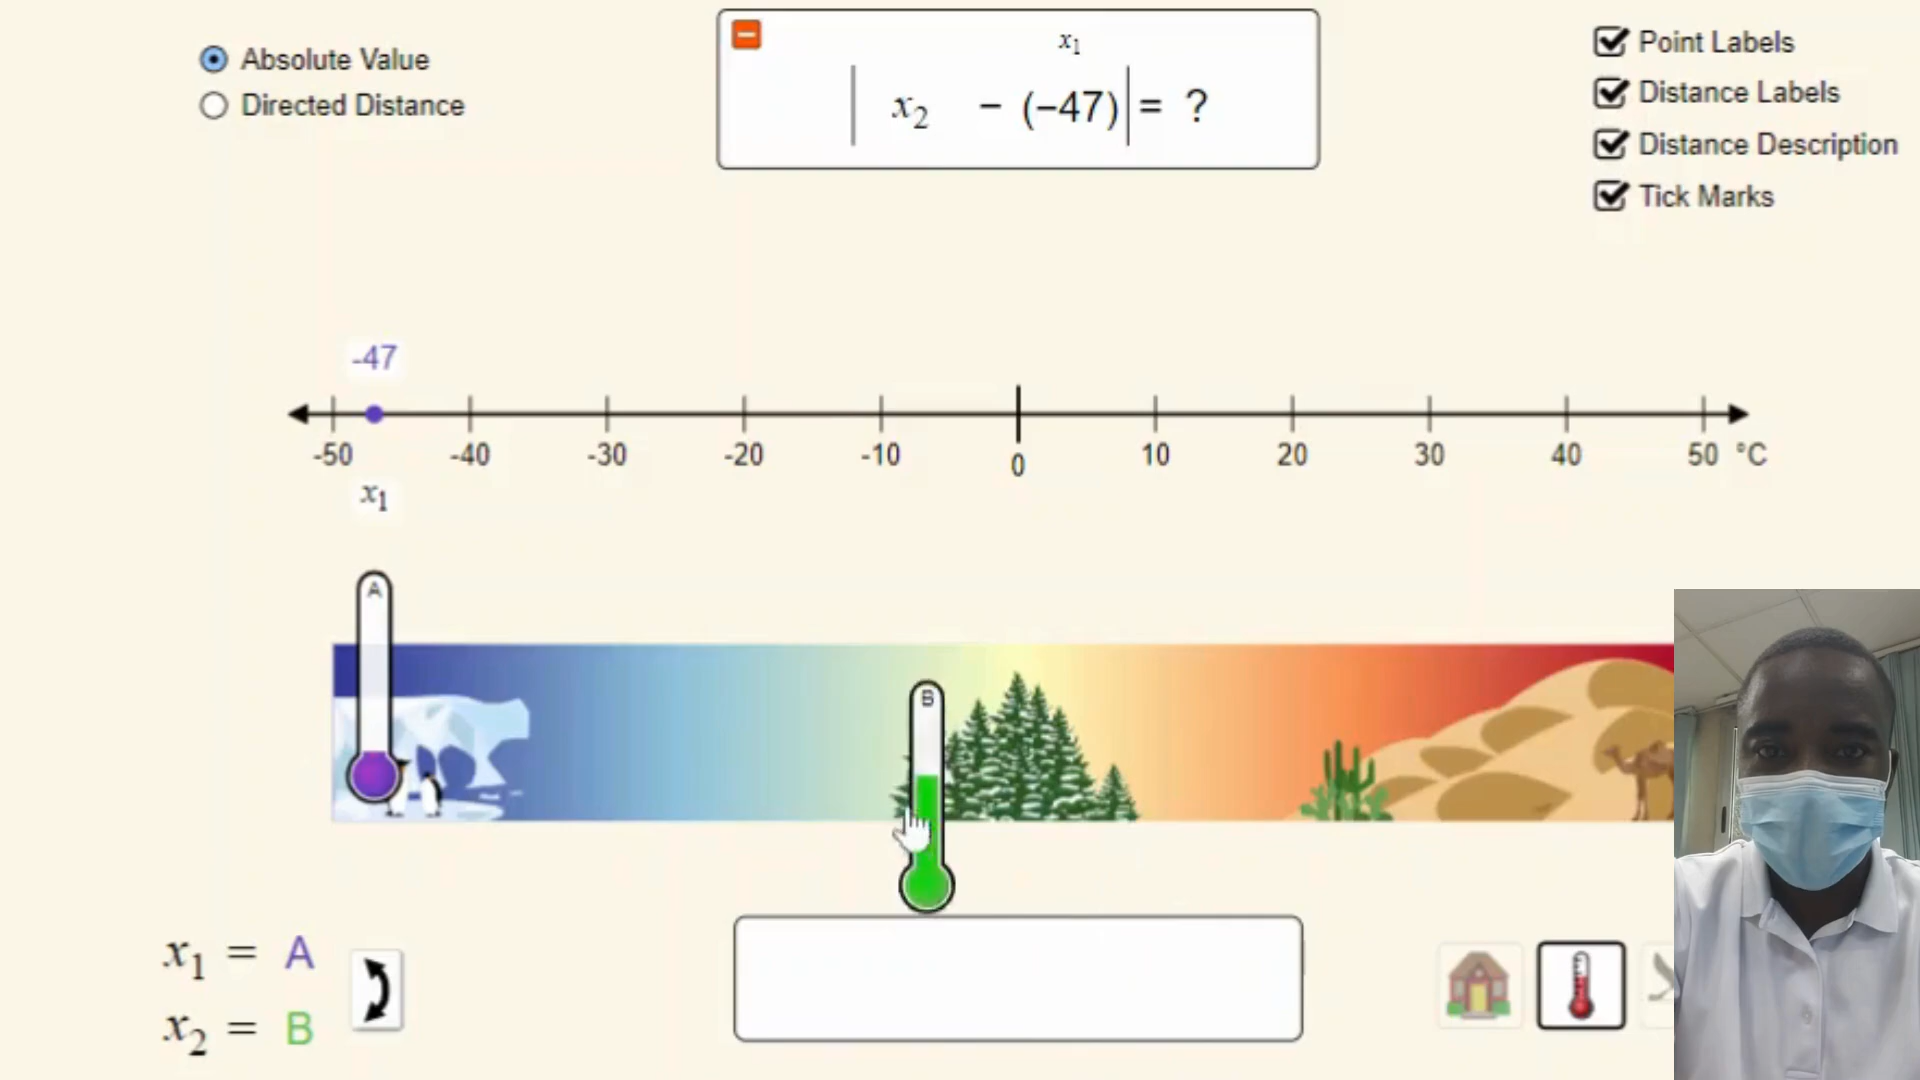 Absolute Value
Directed Distance
x₁
| x₂ − (−47)| = ?
Point Labels
Distance Labels
Distance Description
Tick Marks
-47
-50 -40 -30 -20 -10 0 10 20 30 40 50 °C
x₁
A
B
x₁ = A
x₂ = B